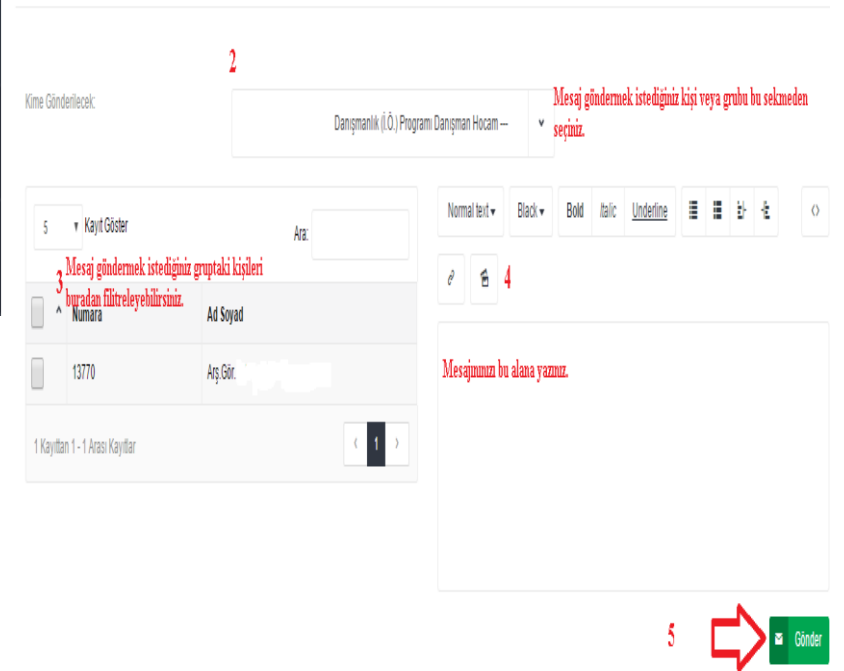 2
Kime Gönderilecek:
Danışmanlık (İ.Ö.) Programı Danışman Hocam ---
Mesaj göndermek istediğiniz kişi veya grubu bu sekmeden
seçiniz.
5 Kayıt Göster
Ara:
3 Mesaj göndermek istediğiniz gruptaki kişileri
buradan filitreleyebilirsiniz.
Numara Ad Soyad
13770 Arş.Gör.
1 Kayıttan 1 - 1 Arası Kayıtlar
1
Normal text Black Bold Italic Underline
4
Mesajınınızı bu alana yazınız.
5
Gönder